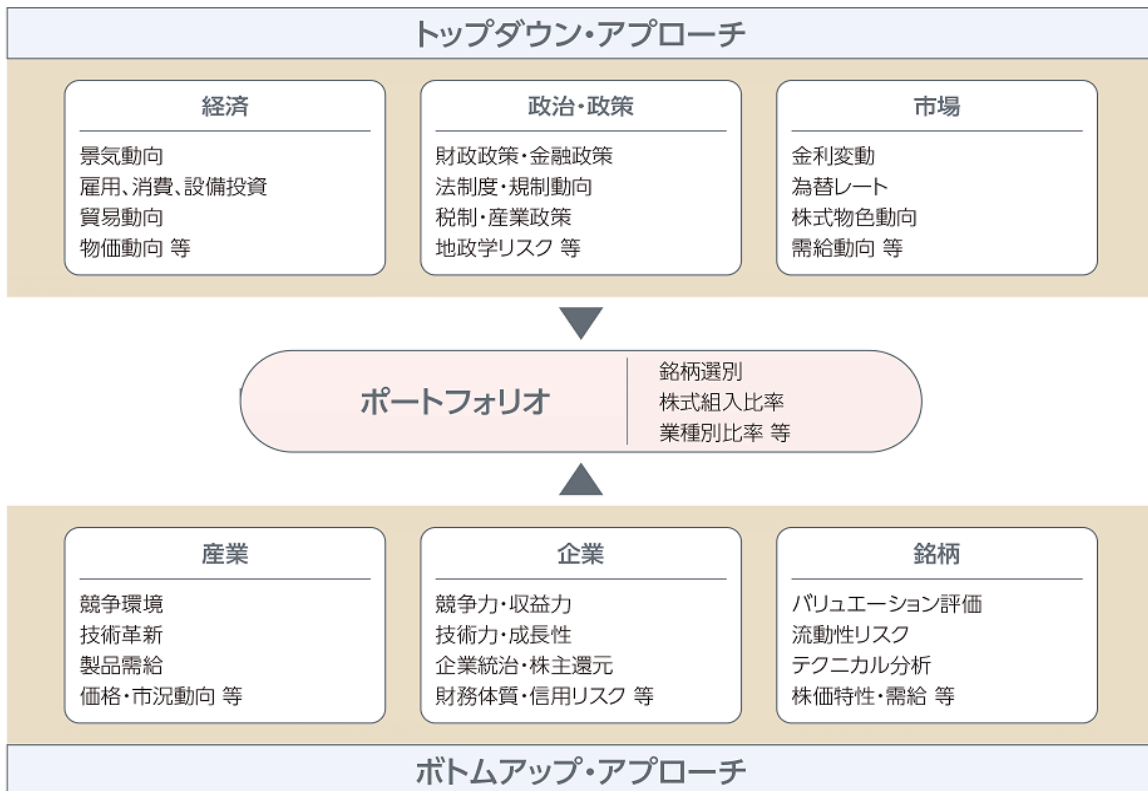 トップダウン・アプローチ
経済
景気動向
雇用、消費、設備投資
貿易動向
物価動向 等
政治・政策
財政政策・金融政策
法制度・規制動向
税制・産業政策
地政学リスク 等
市場
金利変動
為替レート
株式物色動向
需給動向 等
ポートフォリオ
銘柄選別
株式組入比率
業種別比率 等
産業
競争環境
技術革新
製品需給
価格・市況動向 等
企業
競争力・収益力
技術力・成長性
企業統治・株主還元
財務体質・信用リスク 等
銘柄
バリュエーション評価
流動性リスク
テクニカル分析
株価特性・需給 等
ボトムアップ・アプローチ